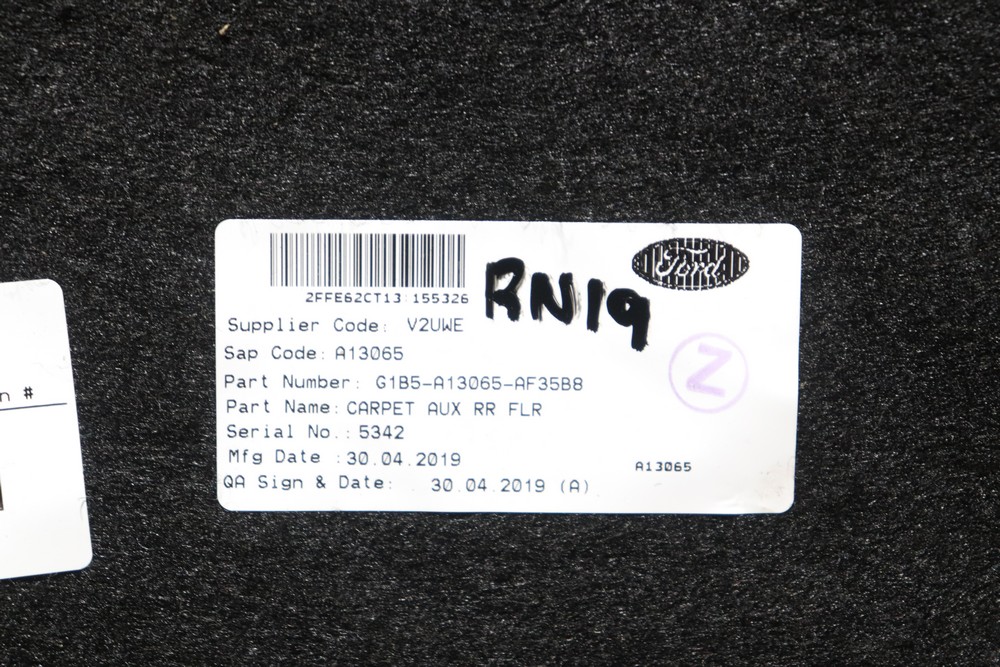 2FFE62CT13 155326
RN19
Ford
Supplier Code: V2UWE
Sap Code: A13065
Part Number: G1B5-A13065-AF35B8
Part Name: CARPET AUX RR FLR
Serial No.: 5342
Mfg Date : 30.04.2019
QA Sign & Date: 30.04.2019 (A)
A13065
Z
n #